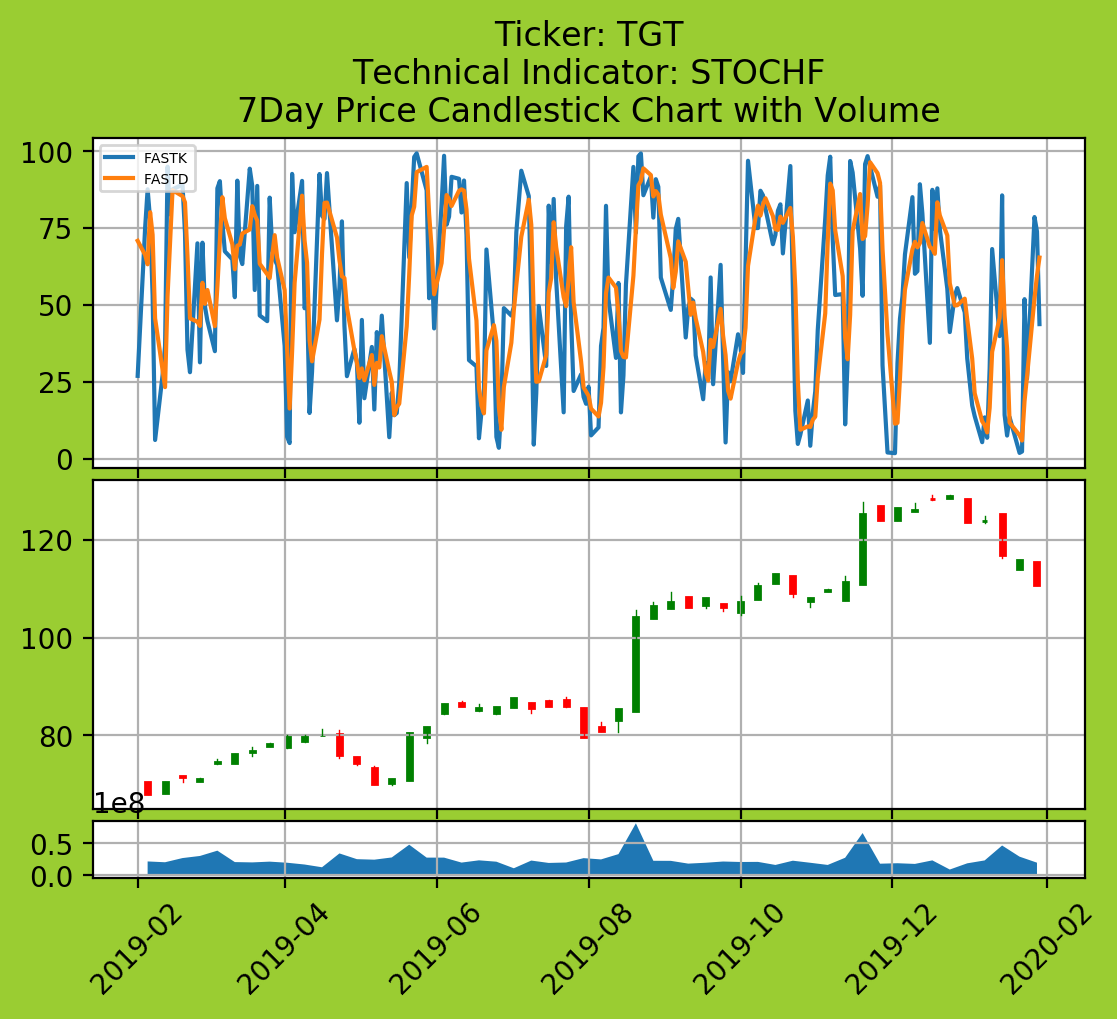 Ticker: TGT
Technical Indicator: STOCHF
7Day Price Candlestick Chart with Volume
100
75
50
25
0
FASTK
FASTD
120
100
80
1e8
0.5
0.0
2019-02
2019-04
2019-06
2019-08
2019-10
2019-12
2020-02